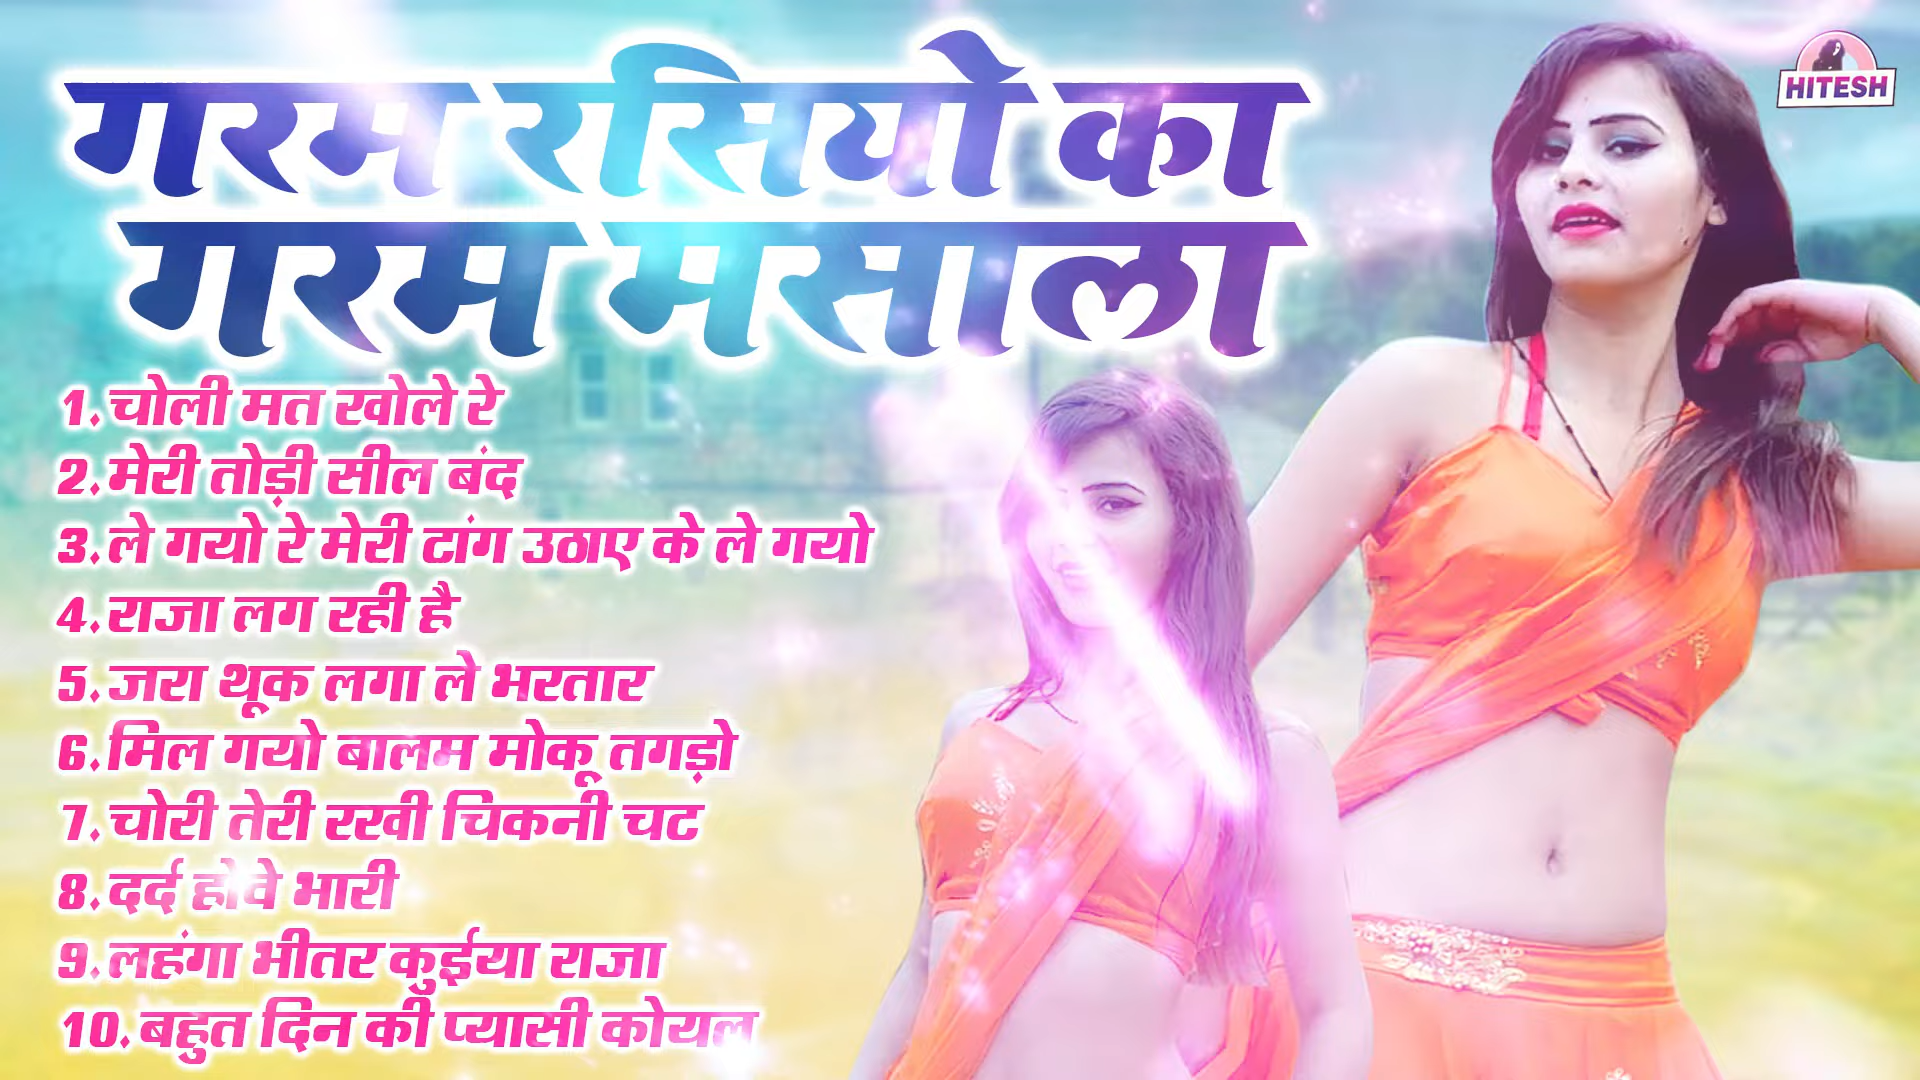 गरम रसियो का
गरम मसाला
HITESH
1. चोली मत खोले रे
2. मेरी तोड़ी सील बंद
3. ले गयो रे मेरी टांग उठाए के ले गयो
4. राजा लग रही है
5. जरा थूक लगा ले भरतार
6. मिल गयो बालम मोकू तगड़ो
7. चोरी तेरी रखी चिकनी चट
8. दर्द होवे भारी
9. लहंगा भीतर कुईया राजा
10. बहुत दिन की प्यासी कोयल